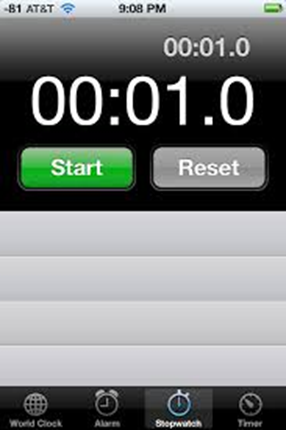 -81 AT&T 9:08 PM
00:01.0
00:01.0
Start Reset
World Clock Alarm Stopwatch Timer